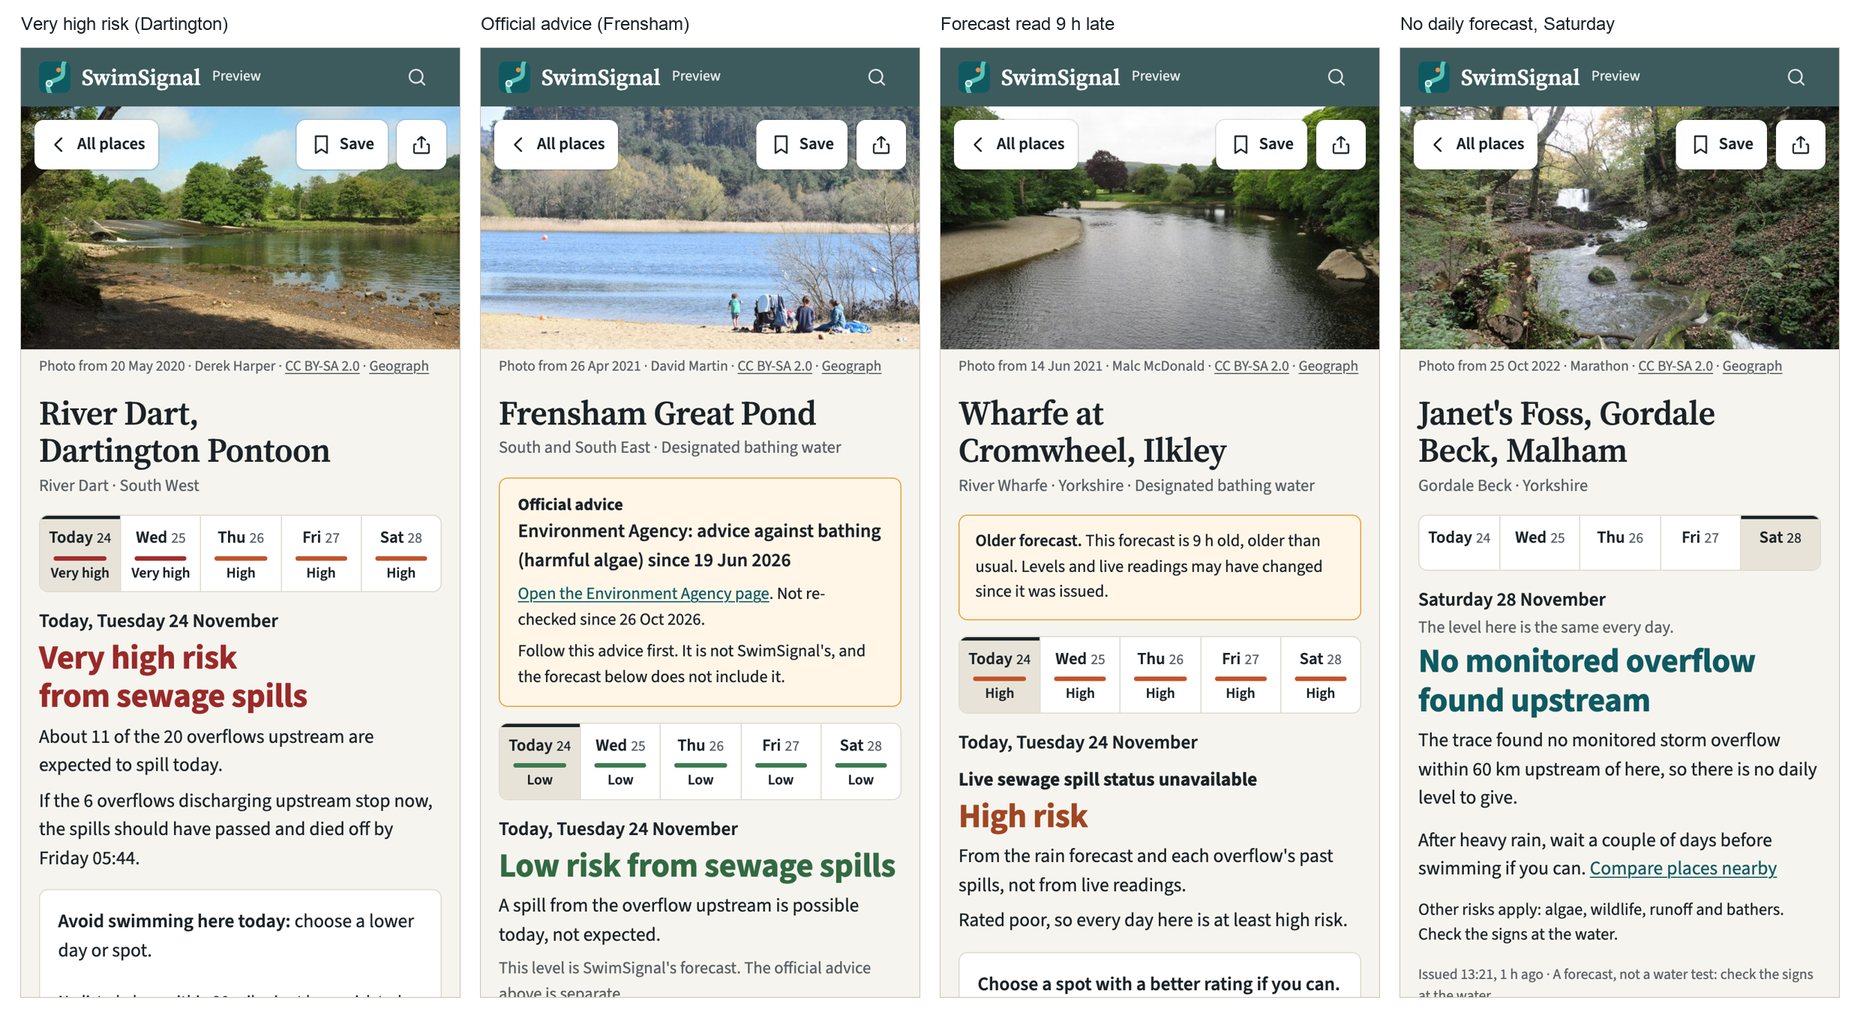 Very high risk (Dartington)
SwimSignal Preview
All places
Save
Photo from 20 May 2020 · Derek Harper · CC BY-SA 2.0 · Geograph
River Dart,
Dartington Pontoon
River Dart · South West
Today 24 Wed 25 Thu 26 Fri 27 Sat 28
Very high Very high High High High
Today, Tuesday 24 November
Very high risk
from sewage spills
About 11 of the 20 overflows upstream are
expected to spill today.
If the 6 overflows discharging upstream stop now,
the spills should have passed and died off by
Friday 05:44.
Avoid swimming here today: choose a lower
day or spot.
Official advice (Frensham)
SwimSignal Preview
All places
Save
Photo from 26 Apr 2021 · David Martin · CC BY-SA 2.0 · Geograph
Frensham Great Pond
South and South East · Designated bathing water
Official advice
Environment Agency: advice against bathing
(harmful algae) since 19 Jun 2026
Open the Environment Agency page. Not re-
checked since 26 Oct 2026.
Follow this advice first. It is not SwimSignal's, and
the forecast below does not include it.
Today 24 Wed 25 Thu 26 Fri 27 Sat 28
Low Low Low Low Low
Today, Tuesday 24 November
Low risk from sewage spills
A spill from the overflow upstream is possible
today, not expected.
This level is SwimSignal's forecast. The official advice
above is separate
Forecast read 9 h late
SwimSignal Preview
All places
Save
Photo from 14 Jun 2021 · Malc McDonald · CC BY-SA 2.0 · Geograph
Wharfe at
Cromwheel, Ilkley
River Wharfe · Yorkshire · Designated bathing water
Older forecast. This forecast is 9 h old, older than
usual. Levels and live readings may have changed
since it was issued.
Today 24 Wed 25 Thu 26 Fri 27 Sat 28
High High High High High
Today, Tuesday 24 November
Live sewage spill status unavailable
High risk
From the rain forecast and each overflow's past
spills, not from live readings.
Rated poor, so every day here is at least high risk.
Choose a spot with a better rating if you can.
No daily forecast, Saturday
SwimSignal Preview
All places
Save
Photo from 25 Oct 2022 · Marathon · CC BY-SA 2.0 · Geograph
Janet's Foss, Gordale
Beck, Malham
Gordale Beck · Yorkshire
Today 24 Wed 25 Thu 26 Fri 27 Sat 28
Saturday 28 November
The level here is the same every day.
No monitored overflow
found upstream
The trace found no monitored storm overflow
within 60 km upstream of here, so there is no daily
level to give.
After heavy rain, wait a couple of days before
swimming if you can. Compare places nearby
Other risks apply: algae, wildlife, runoff and bathers.
Check the signs at the water.
Issued 13:21, 1 h ago · A forecast, not a water test: check the signs
at the water